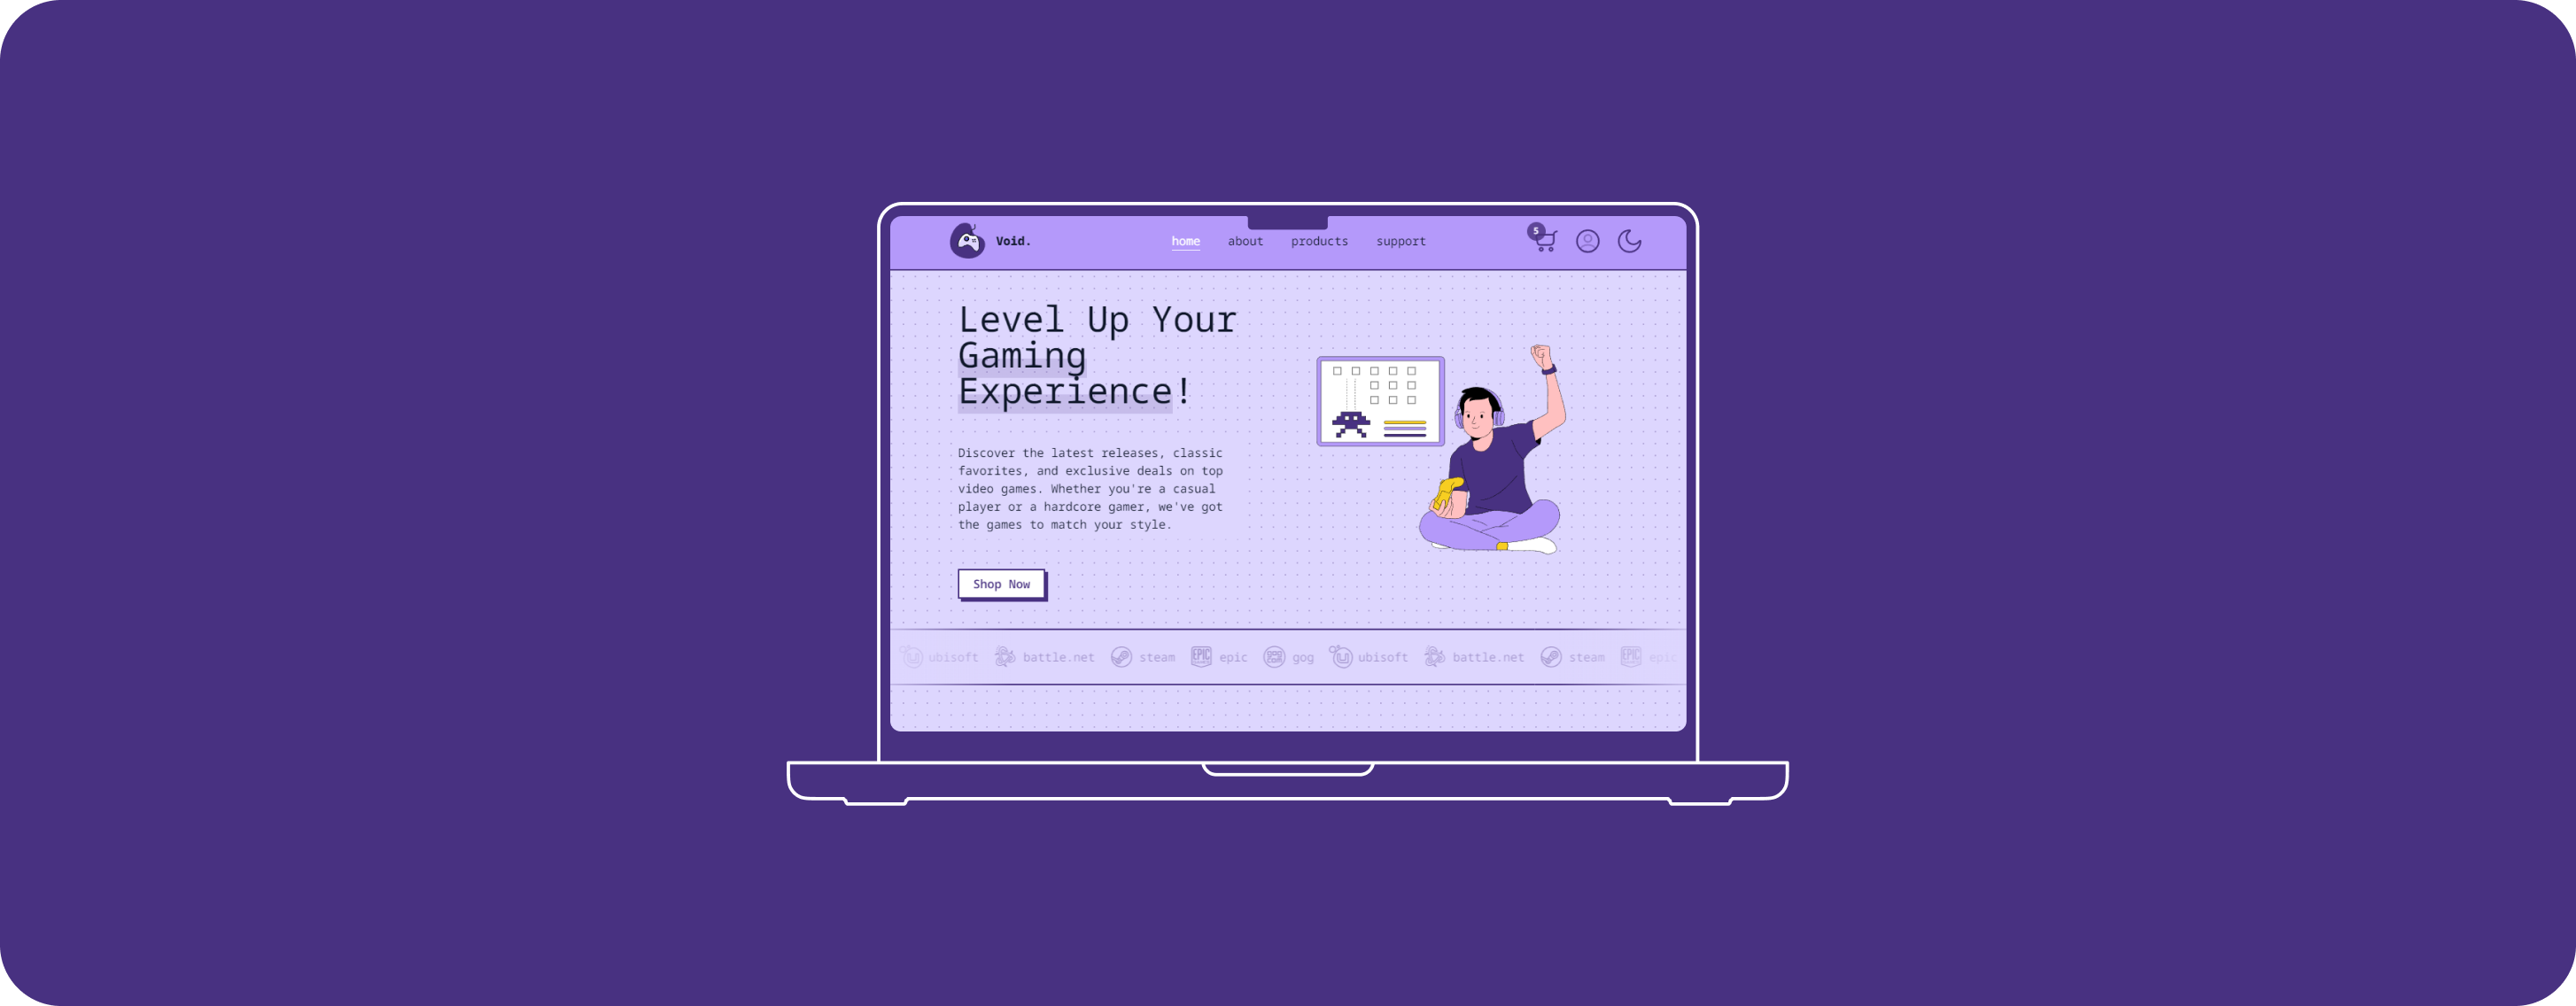 Void.
home about products support
5
Level Up Your
Gaming
Experience!
Discover the latest releases, classic
favorites, and exclusive deals on top
video games. Whether you're a casual
player or a hardcore gamer, we've got
the games to match your style.
Shop Now
ubisoft battle.net steam EPIC epic gog ubisoft battle.net steam EPIC epic